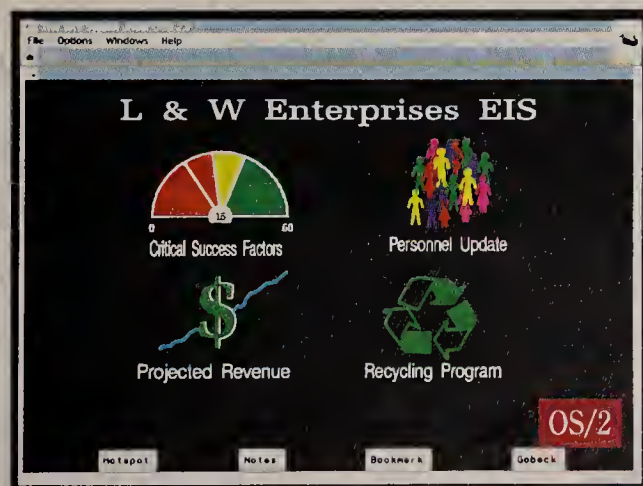 File Options Windows Help
L & W Enterprises EIS
15
0 60
Critical Success Factors
Personnel Update
Projected Revenue
Recycling Program
OS/2
Hotspot Notes Bookmark Goback